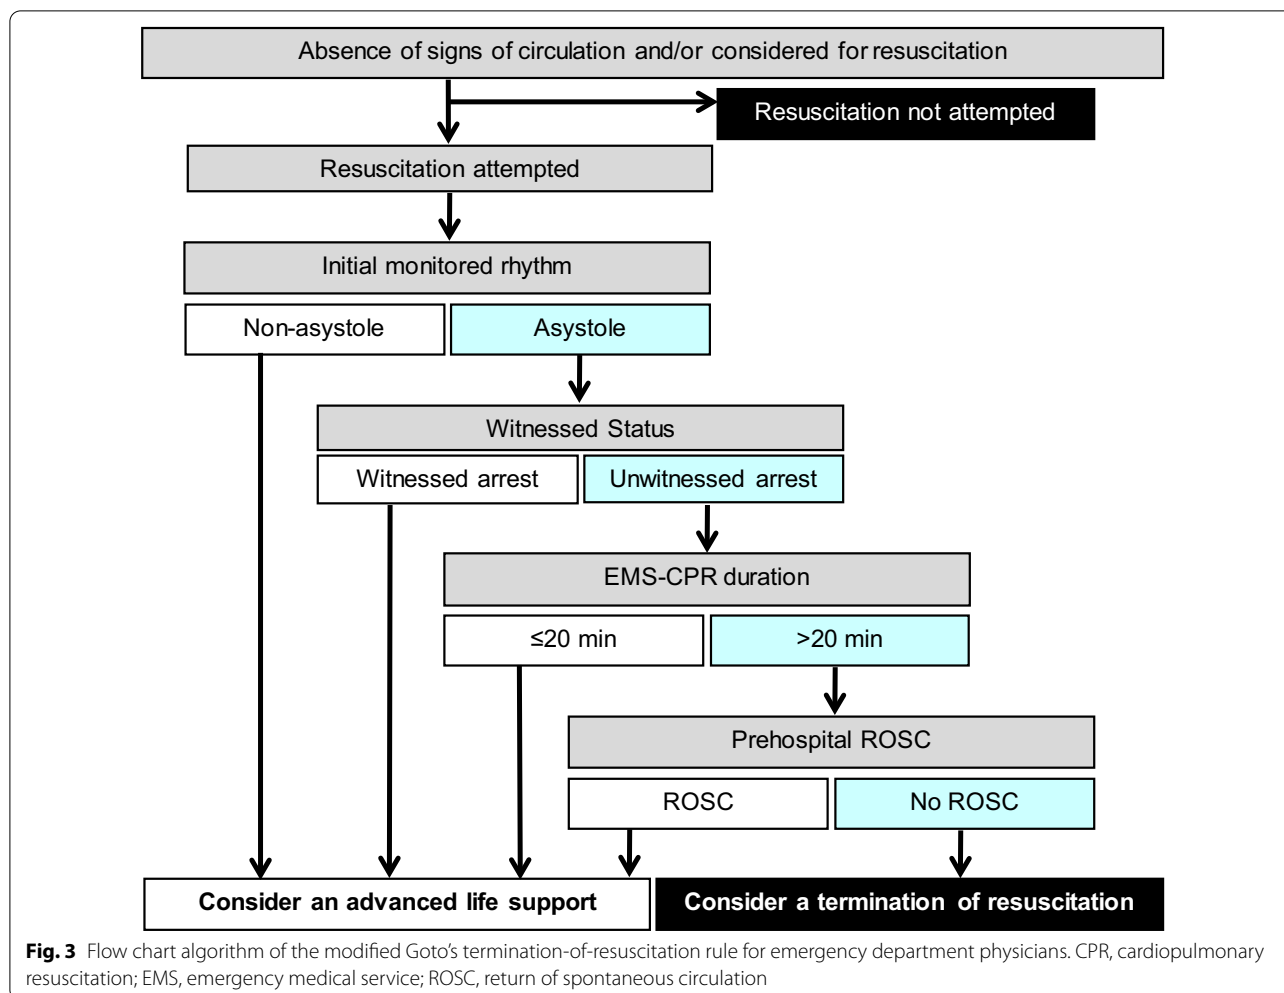 Absence of signs of circulation and/or considered for resuscitation
Resuscitation not attempted
Resuscitation attempted
Initial monitored rhythm
Non-asystole
Asystole
Witnessed Status
Witnessed arrest
Unwitnessed arrest
EMS-CPR duration
≤20 min
>20 min
Prehospital ROSC
ROSC
No ROSC
Consider an advanced life support
Consider a termination of resuscitation
Fig. 3 Flow chart algorithm of the modified Goto's termination-of-resuscitation rule for emergency department physicians. CPR, cardiopulmonary
resuscitation; EMS, emergency medical service; ROSC, return of spontaneous circulation